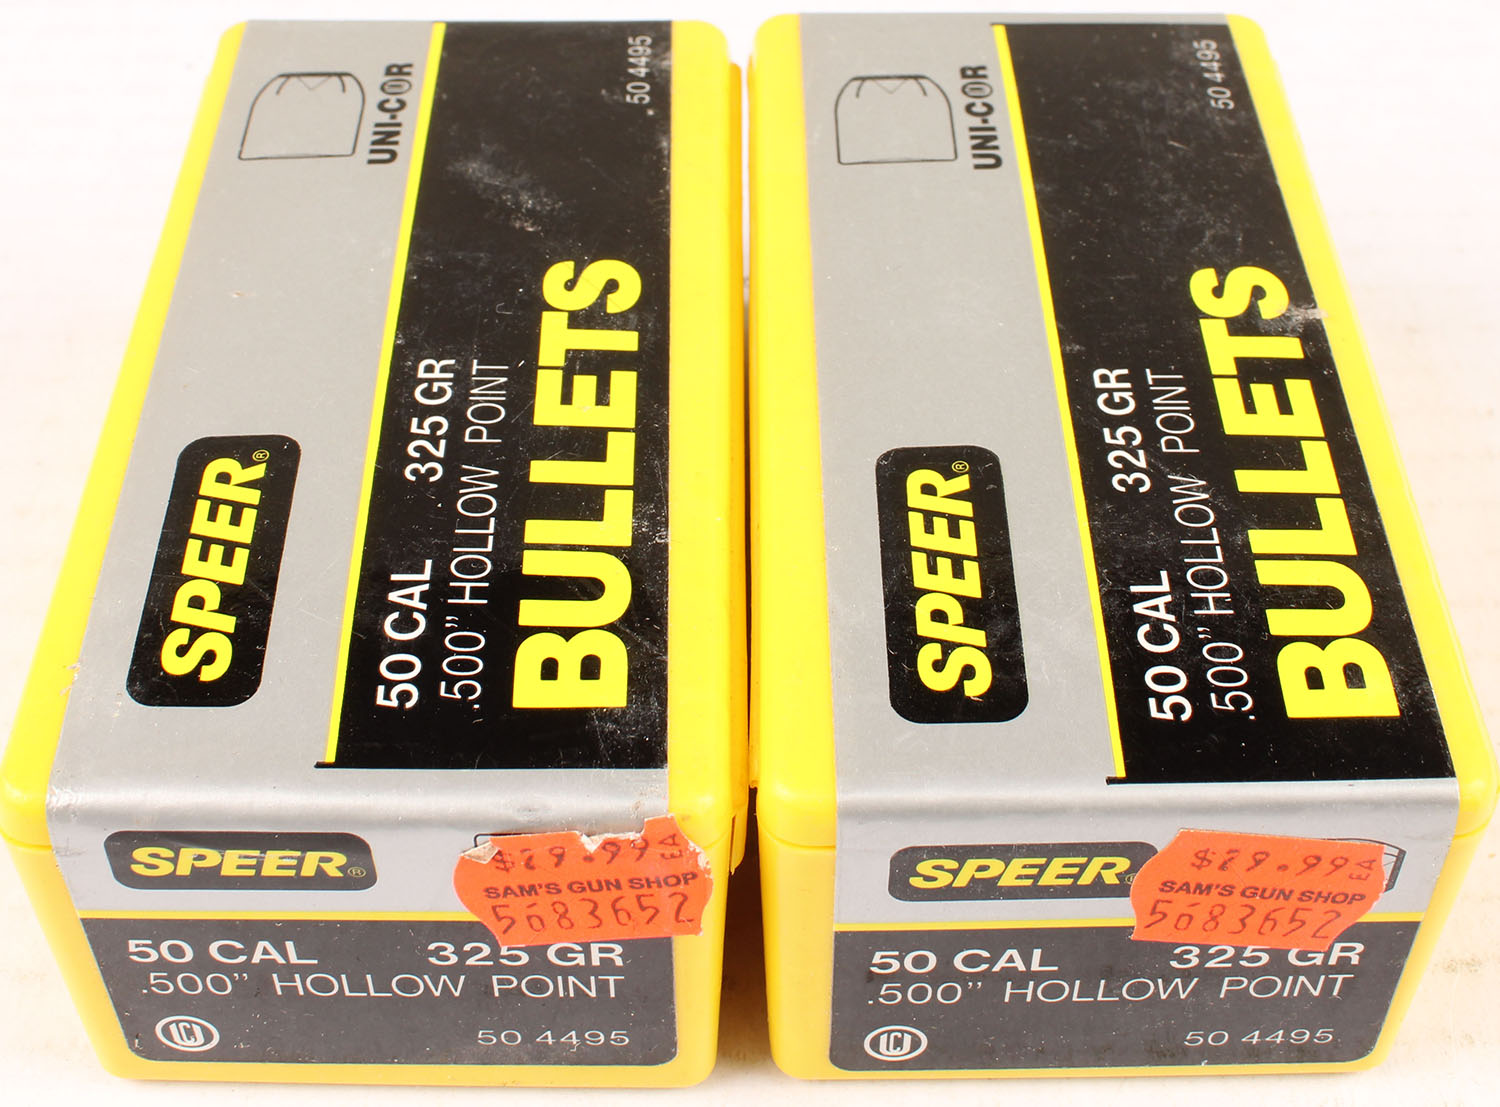 UNI-COR
50 4495
SPEER®
50 CAL 325 GR
.500” HOLLOW POINT
BULLETS
SPEER®
$29.99 EA
SAM'S GUN SHOP
5683652
50 CAL 325 GR
.500” HOLLOW POINT
ICI
50 4495
UNI-COR
50 4495
SPEER®
50 CAL 325 GR
.500” HOLLOW POINT
BULLETS
SPEER®
$29.99 EA
SAM'S GUN SHOP
5683652
50 CAL 325 GR
.500” HOLLOW POINT
ICI
50 4495